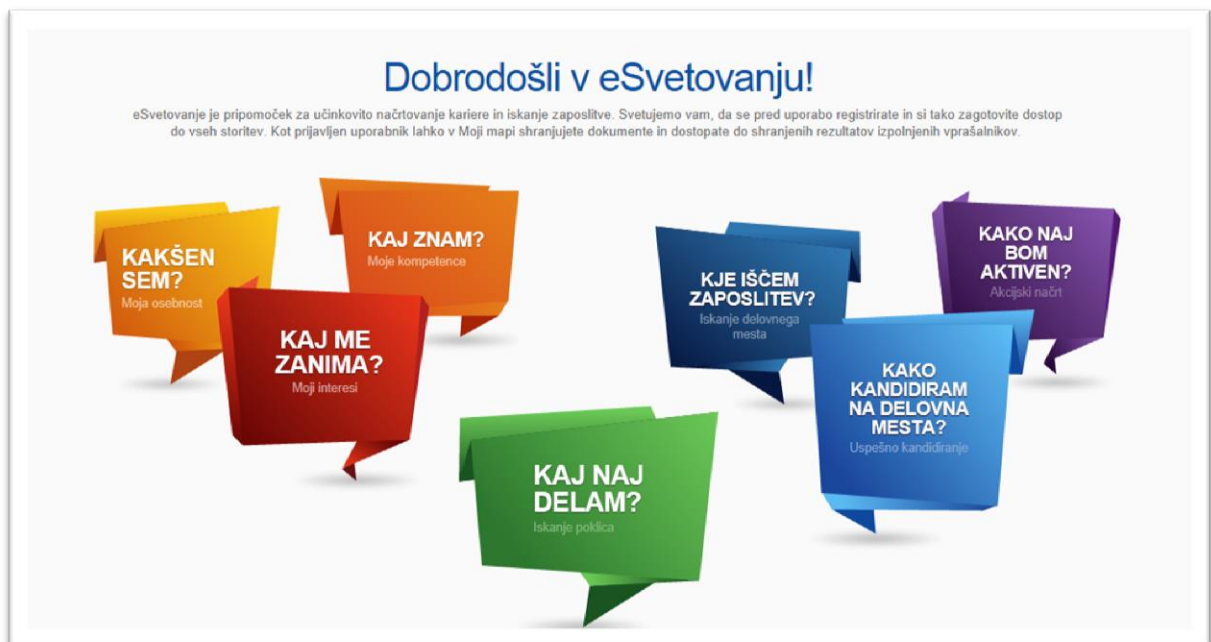 Dobrodošli v eSvetovanju!
eSvetovanje je pripomoček za učinkovito načrtovanje kariere in iskanje zaposlitve. Svetujemo vam, da se pred uporabo registrirate in si tako zagotovite dostop
do vseh storitev. Kot prijavljen uporabnik lahko v Moji mapi shranjujete dokumente in dostopate do shranjenih rezultatov izpolnjenih vprašalnikov.
KAKŠEN
SEM?
Moja osebnost
KAJ ZNAM?
Moje kompetence
KAJ ME
ZANIMA?
Moji interesi
KAJ NAJ
DELAM?
Iskanje poklica
KJE IŠČEM
ZAPOSLITEV?
Iskanje delovnega
mesta
KAKO
KANDIDIRAM
NA DELOVNA
MESTA?
Uspešno kandidiranje
KAKO NAJ
BOM
AKTIVEN?
Akcijski načrt